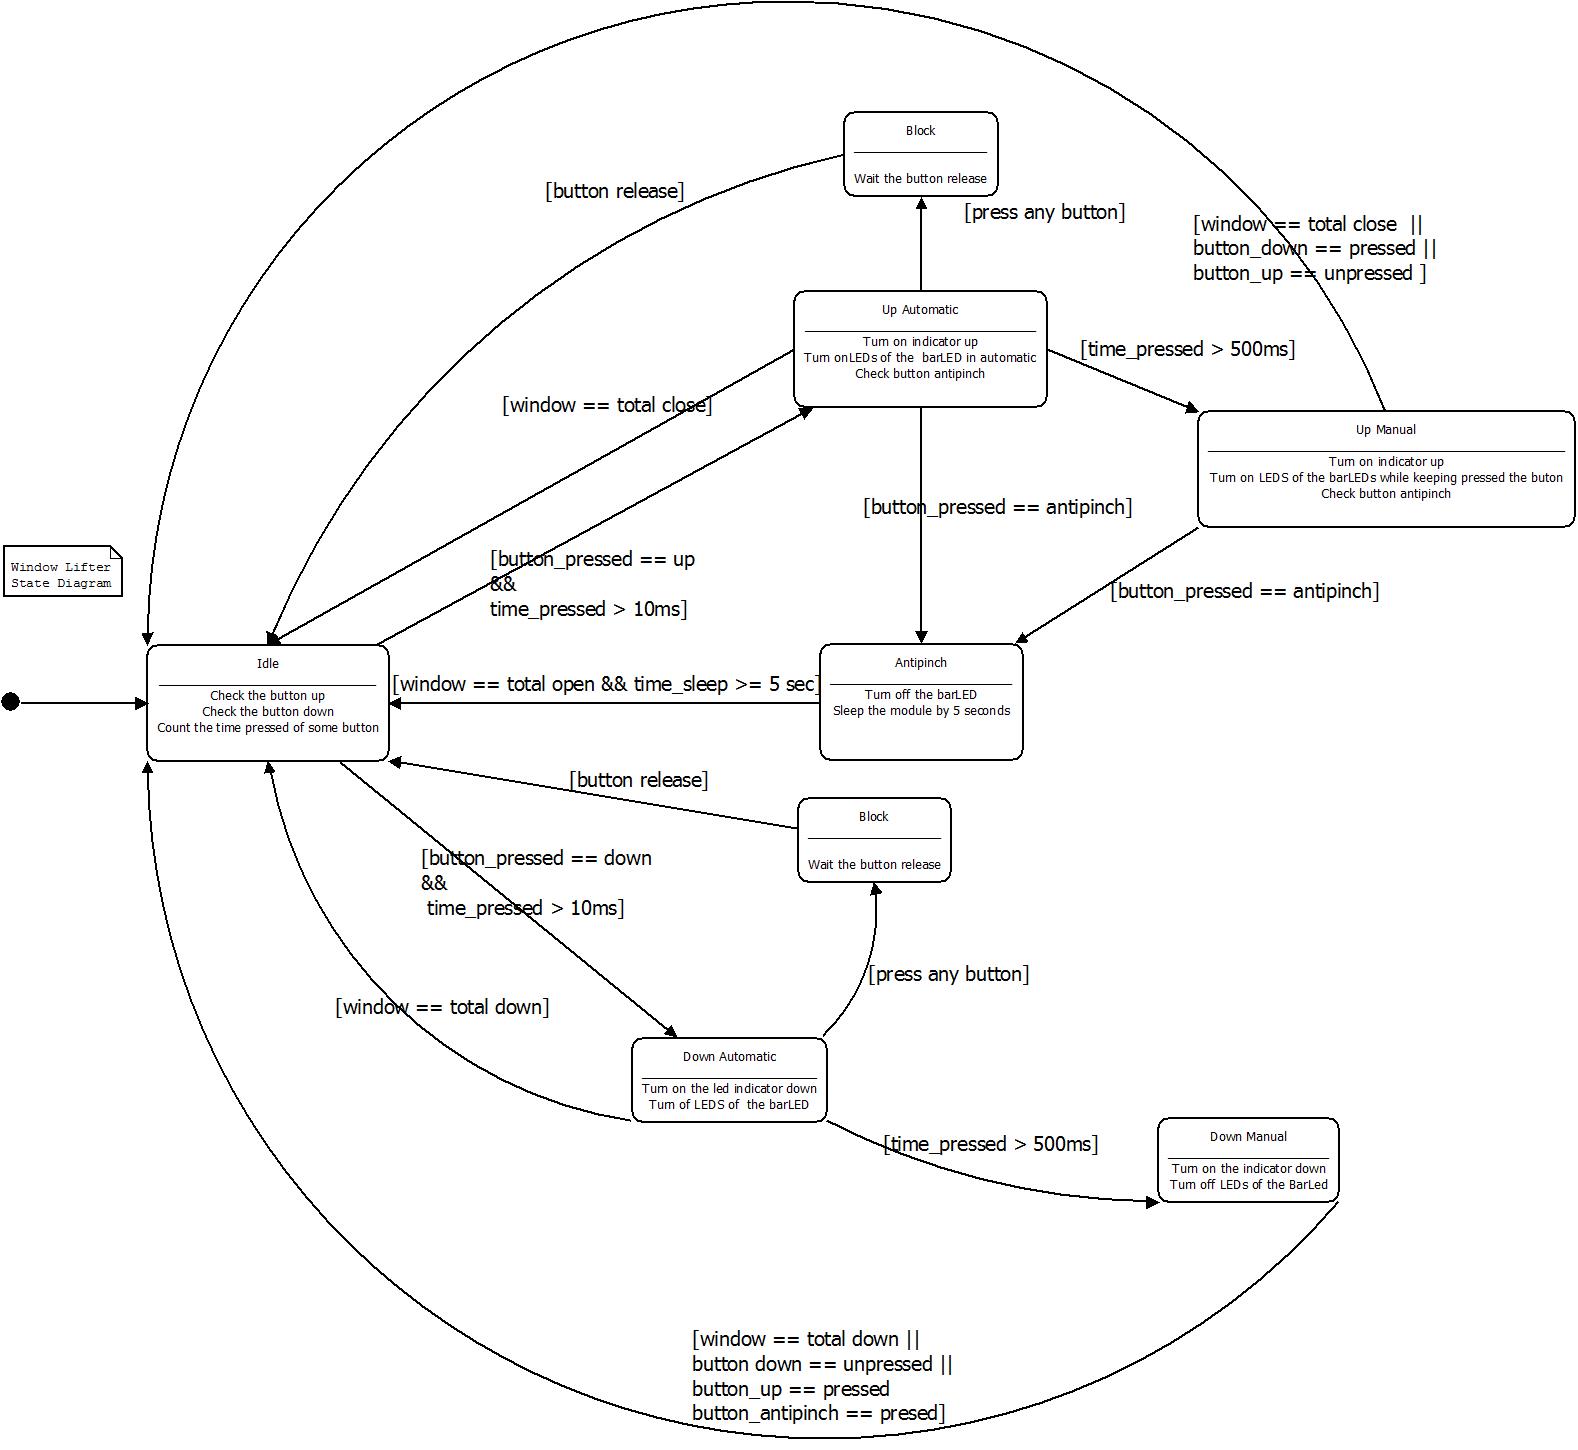 Block
Wait the button release
[button release]
[press any button]
[window == total close  ||
button_down == pressed ||
button_up == unpressed ]
Up Automatic
Turn on indicator up
Turn onLEDs of the  barLED in automatic
Check button antipinch
[time_pressed > 500ms]
[window == total close]
Up Manual
Turn on indicator up
Turn on LEDS of the barLEDs while keeping pressed the buton
Check button antipinch
[button_pressed == antipinch]
[button_pressed == up
&&
time_pressed > 10ms]
Window Lifter
State Diagram
[button_pressed == antipinch]
Idle
Check the button up
Check the button down
Count the time pressed of some button
[window == total open && time_sleep >= 5 sec]
Antipinch
Turn off the barLED
Sleep the module by 5 seconds
[button release]
Block
Wait the button release
[button_pressed == down
&&
time_pressed > 10ms]
[press any button]
[window == total down]
Down Automatic
Turn on the led indicator down
Turn of LEDS of  the barLED
[time_pressed > 500ms]
Down Manual
Turn on the indicator down
Turn off LEDs of the BarLed
[window == total down ||
button down == unpressed ||
button_up == pressed
button_antipinch == presed]